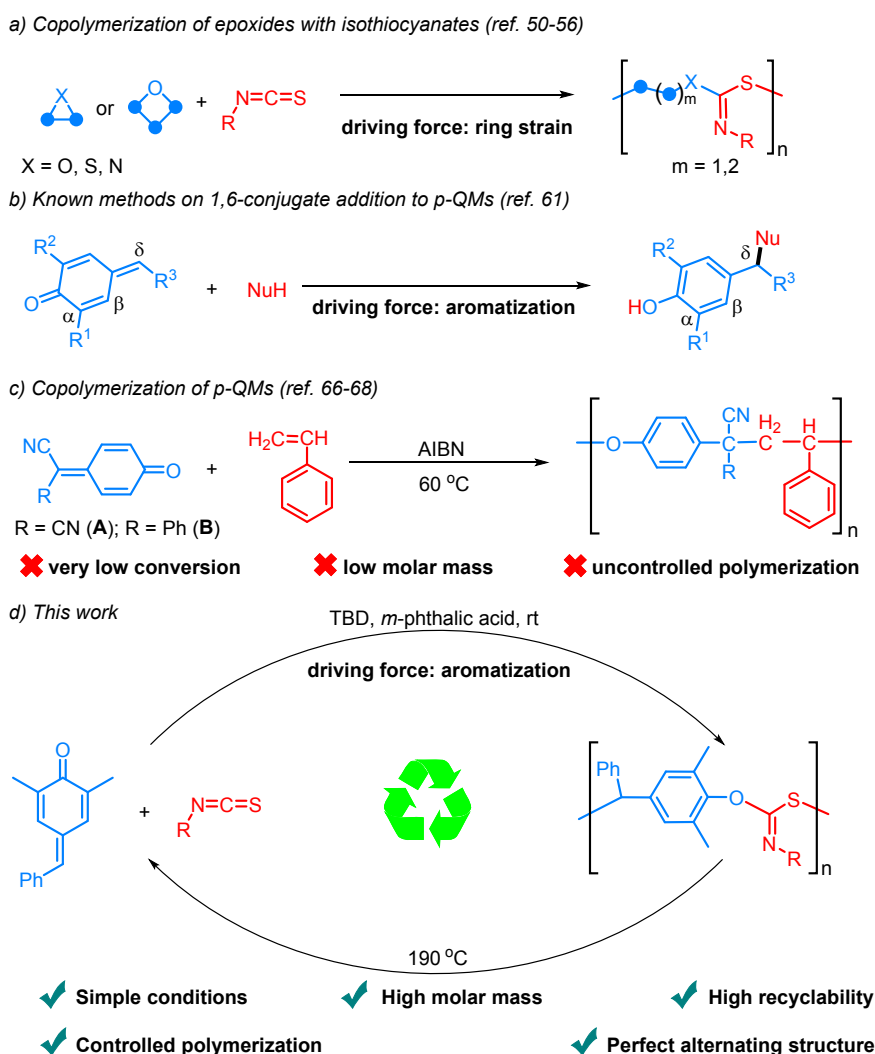 a) Copolymerization of epoxides with isothiocyanates (ref. 50-56)
X or O + N=C=S R
driving force: ring strain
X S ( )m N R n
X = O, S, N
m = 1,2
b) Known methods on 1,6-conjugate addition to p-QMs (ref. 61)
R2 δ R3 O β α R1
+ NuH
driving force: aromatization
Nu R2 δ R3 HO α β R1
c) Copolymerization of p-QMs (ref. 66-68)
NC R O
+ H2C=CH
AIBN
60 °C
O CN R H2 C H C n
R = CN (A); R = Ph (B)
very low conversion
low molar mass
uncontrolled polymerization
d) This work
TBD, m-phthalic acid, rt
driving force: aromatization
O Ph
+ N=C=S R
Ph O S N R n
190 °C
Simple conditions
High molar mass
High recyclability
Controlled polymerization
Perfect alternating structure